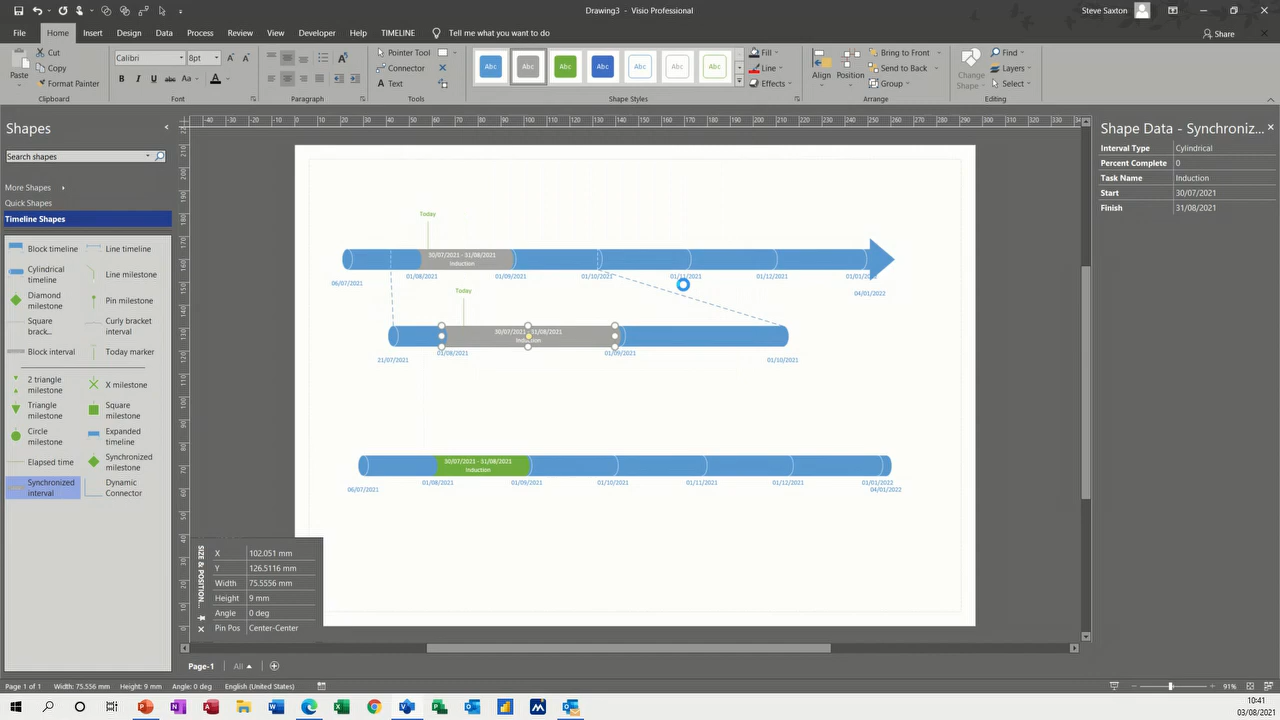 Drawing3 - Visio Professional
Steve Saxton
File
Home
Insert
Design
Data
Process
Review
View
Developer
Help
TIMELINE
Tell me what you want to do
Share
Paste
Cut
Copy
Format Painter
Clipboard
Calibri
8pt
Font
Paragraph
Pointer Tool
Connector
Text
Tools
Abc
Abc
Abc
Abc
Abc
Abc
Abc
Shape Styles
Fill
Line
Effects
Align
Position
Bring to Front
Send to Back
Group
Arrange
Change
Shape
Find
Layers
Select
Editing
Shapes
Search shapes
More Shapes
Quick Shapes
Timeline Shapes
Block timeline
Line timeline
Cylindrical
timeline
Line milestone
Diamond
milestone
Pin milestone
Square
brack...
Curly bracket
interval
Block interval
Today marker
2 triangle
milestone
X milestone
Triangle
milestone
Square
milestone
Circle
milestone
Expanded
timeline
Elapsed time
Synchronized
milestone
Synchronized
interval
Dynamic
Connector
Today
30/07/2021 - 31/08/2021
Induction
06/07/2021
01/08/2021
01/09/2021
01/10/2021
01/11/2021
01/12/2021
01/01/2022
04/01/2022
Today
30/07/2021 - 31/08/2021
Induction
21/07/2021
01/08/2021
01/09/2021
01/10/2021
30/07/2021 - 31/08/2021
Induction
06/07/2021
01/08/2021
01/09/2021
01/10/2021
01/11/2021
01/12/2021
01/01/2022
04/01/2022
SIZE & POSITION...
X 102.051 mm
Y 126.5116 mm
Width 75.5556 mm
Height 9 mm
Angle 0 deg
Pin Pos Center-Center
Shape Data - Synchroniz...
Interval Type Cylindrical
Percent Complete 0
Task Name Induction
Start 30/07/2021
Finish 31/08/2021
Page-1
All
Page 1 of 1
Width: 75.556 mm
Height: 9 mm
Angle: 0 deg
English (United States)
91%
10:41
03/08/2021